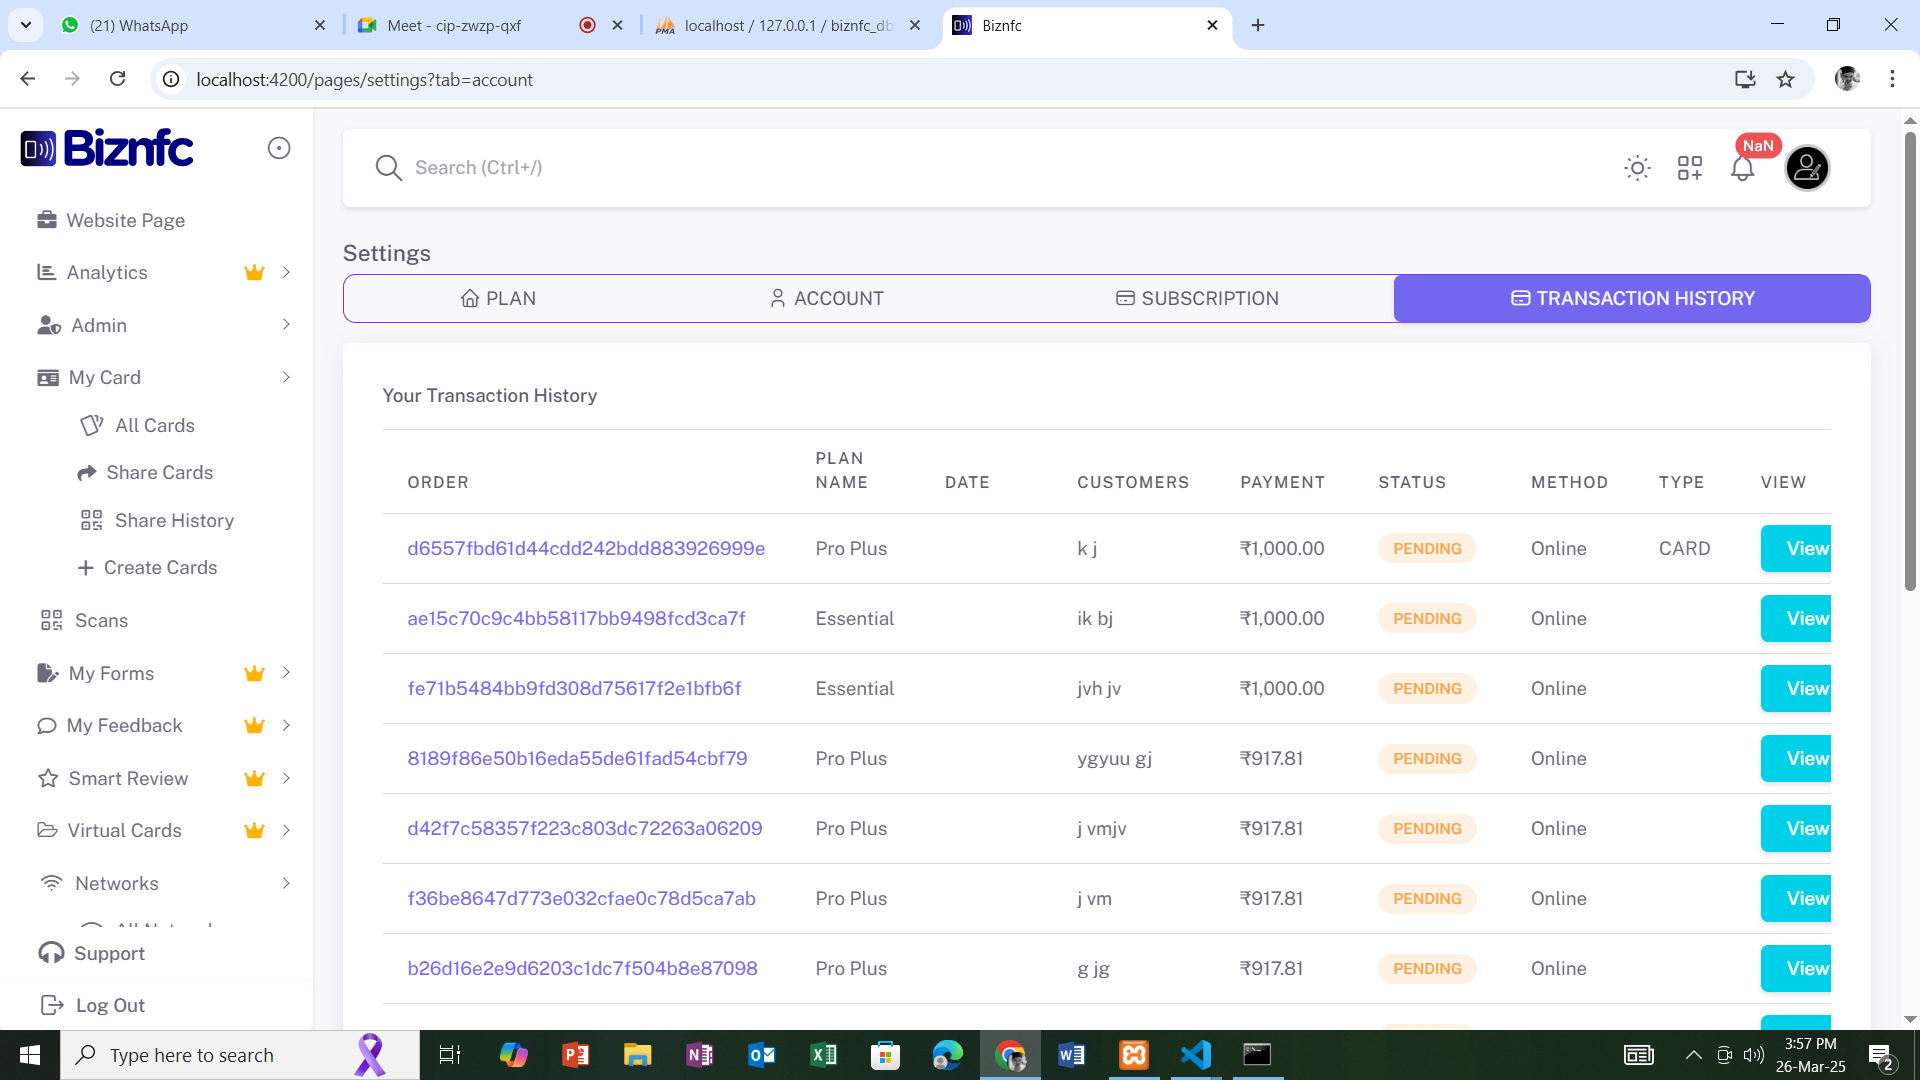 (21) WhatsApp
Meet - cip-zwzp-qxf
localhost / 127.0.0.1 / biznfc_db
Biznfc
localhost:4200/pages/settings?tab=account
Biznfc
Search (Ctrl+/)
NaN
Website Page
Analytics
Admin
My Card
All Cards
Share Cards
Share History
Create Cards
Scans
My Forms
My Feedback
Smart Review
Virtual Cards
Networks
Support
Log Out
Settings
PLAN
ACCOUNT
SUBSCRIPTION
TRANSACTION HISTORY
Your Transaction History
ORDER PLAN NAME DATE CUSTOMERS PAYMENT STATUS METHOD TYPE VIEW
d6557fbd61d44cdd242bdd883926999e Pro Plus k j ₹1,000.00 PENDING Online CARD View
ae15c70c9c4bb58117bb9498fcd3ca7f Essential ik bj ₹1,000.00 PENDING Online View
fe71b5484bb9fd308d75617f2e1bfb6f Essential jvh jv ₹1,000.00 PENDING Online View
8189f86e50b16eda55de61fad54cbf79 Pro Plus ygyuu gj ₹917.81 PENDING Online View
d42f7c58357f223c803dc72263a06209 Pro Plus j vmjv ₹917.81 PENDING Online View
f36be8647d773e032cfae0c78d5ca7ab Pro Plus j vm ₹917.81 PENDING Online View
b26d16e2e9d6203c1dc7f504b8e87098 Pro Plus g jg ₹917.81 PENDING Online View
Type here to search
3:57 PM
26-Mar-25
2